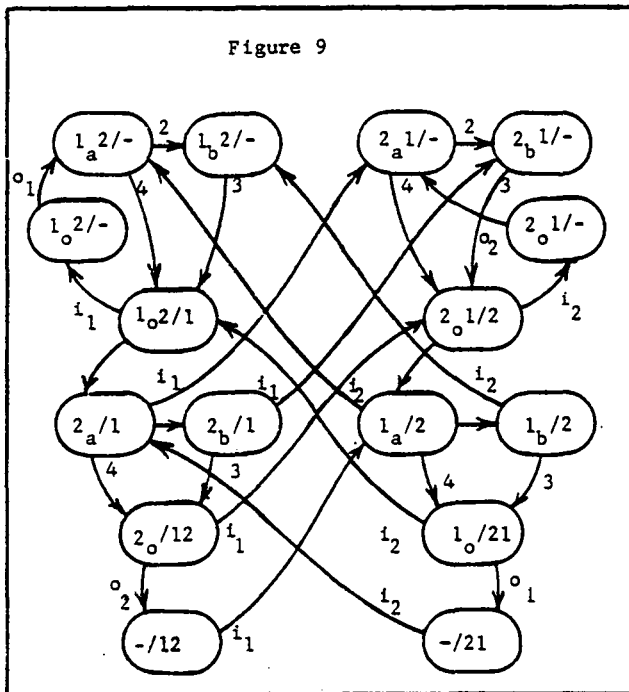 Figure 9
1a2/- 2 1b2/- 2a1/- 2 2b1/-
o1 4 3 4 3
1o2/- o2 2o1/-
i1 1o2/1 2o1/2 i2
i1 i1 i2 i2
2a/1 2b/1 1a/2 1b/2
4 3 4 3
2o/12 i1 i2 1o/21
o2 o1
-/12 i1 i2 -/21